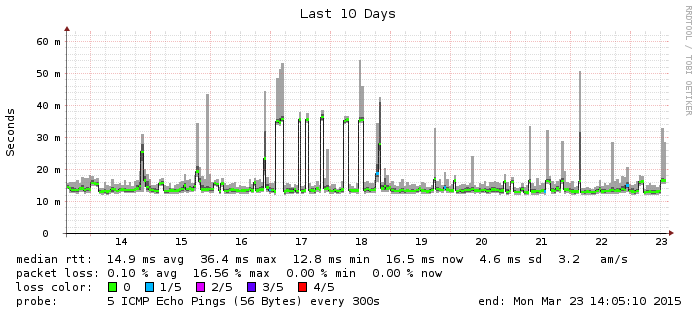 Last 10 Days
RRDTOOL / TOBI OETIKER
Seconds
60 m
50 m
40 m
30 m
20 m
10 m
0
14 15 16 17 18 19 20 21 22 23
median rtt: 14.9 ms avg 36.4 ms max 12.8 ms min 16.5 ms now 4.6 ms sd 3.2 am/s
packet loss: 0.10 % avg 16.56 % max 0.00 % min 0.00 % now
loss color: 0 1/5 2/5 3/5 4/5
probe: 5 ICMP Echo Pings (56 Bytes) every 300s end: Mon Mar 23 14:05:10 2015